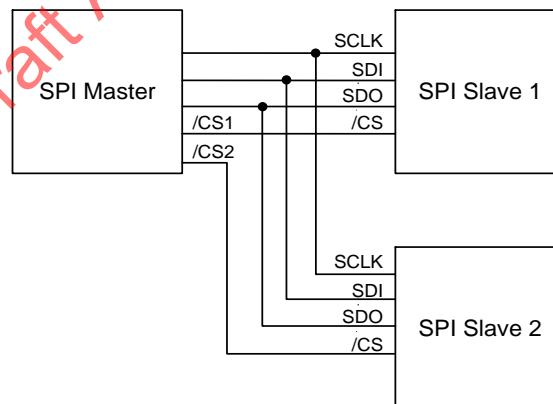 SPI Master
/CS1
/CS2
SCLK
SDI
SDO
/CS
SPI Slave 1
SCLK
SDI
SDO
/CS
SPI Slave 2